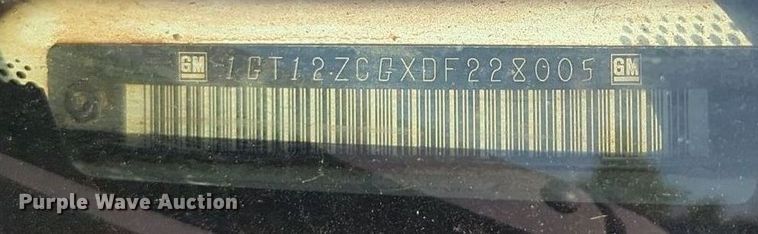 GM 1GT12ZCGXDF228005 GM
Purple Wave Auction